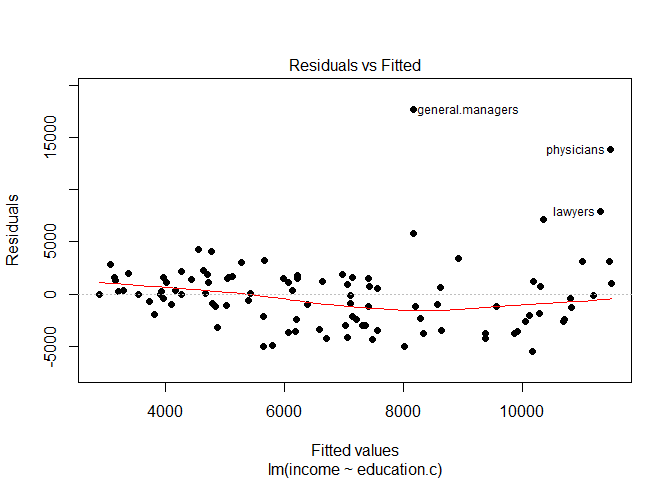 Residuals vs Fitted
general.managers
physicians
lawyers
Residuals
15000
5000
0
-5000
4000 6000 8000 10000
Fitted values
lm(income ~ education.c)